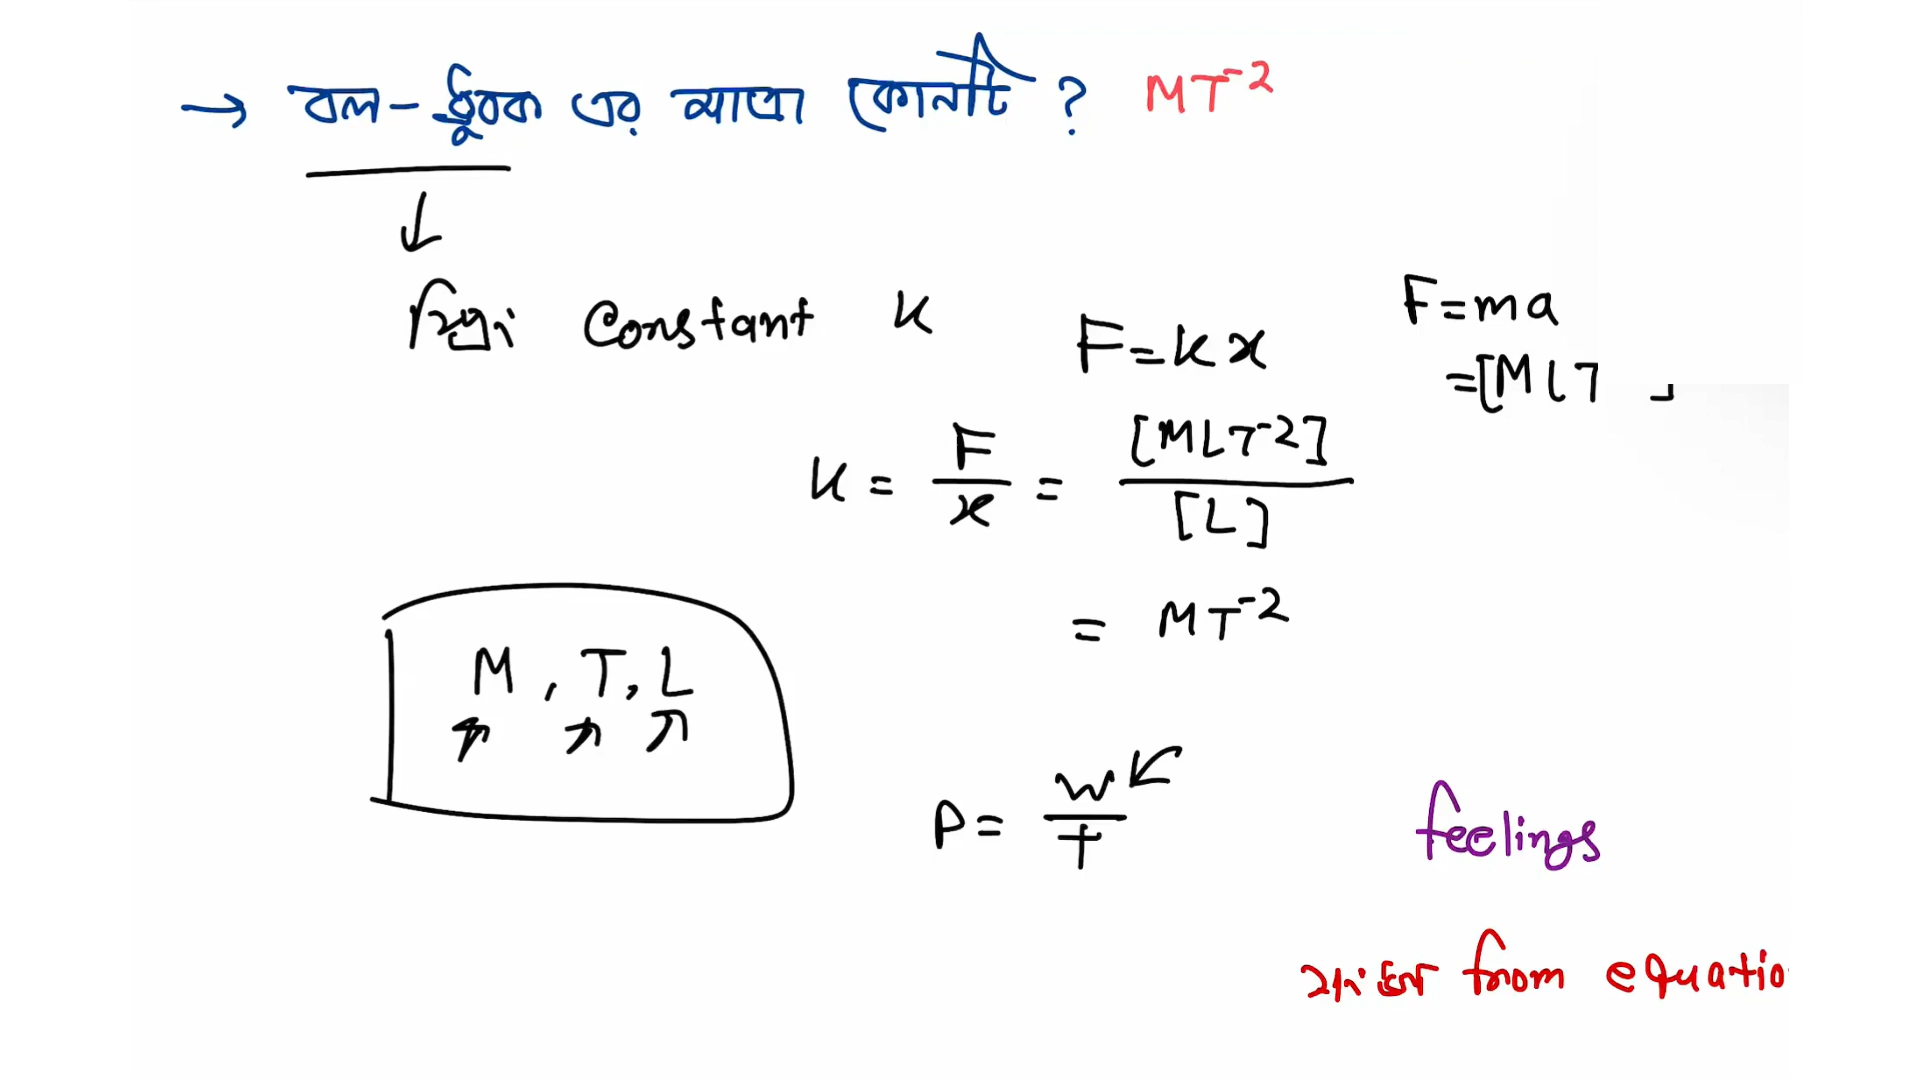 → বল-ধ্রুবক এর মাত্রা কোনটি ? MT⁻²
↓
স্প্রিং Constant K
F=kx
F=ma
=[MLT ]
K = F/x = [MLT⁻²]/[L]
= MT⁻²
M, T, L
P= W/T
feelings
from equatio